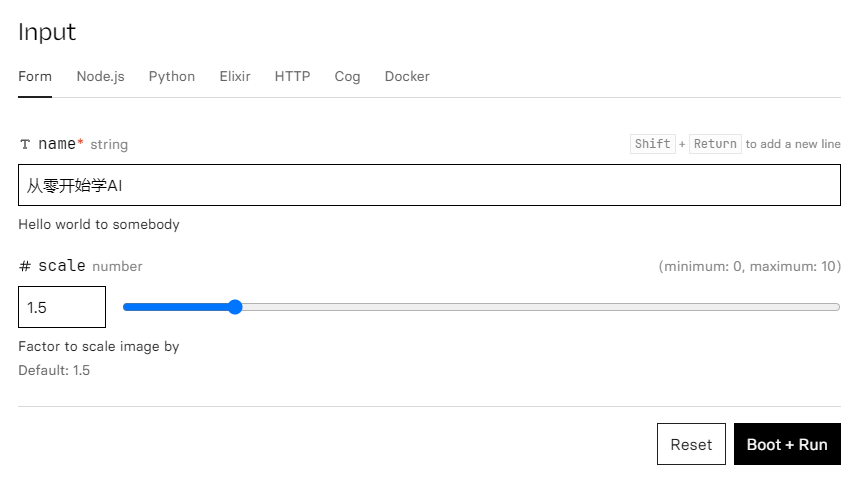 Input
Form Node.js Python Elixir HTTP Cog Docker
T name* string Shift + Return to add a new line
从零开始学AI
Hello world to somebody
# scale number (minimum: 0, maximum: 10)
1.5
Factor to scale image by
Default: 1.5
Reset Boot + Run